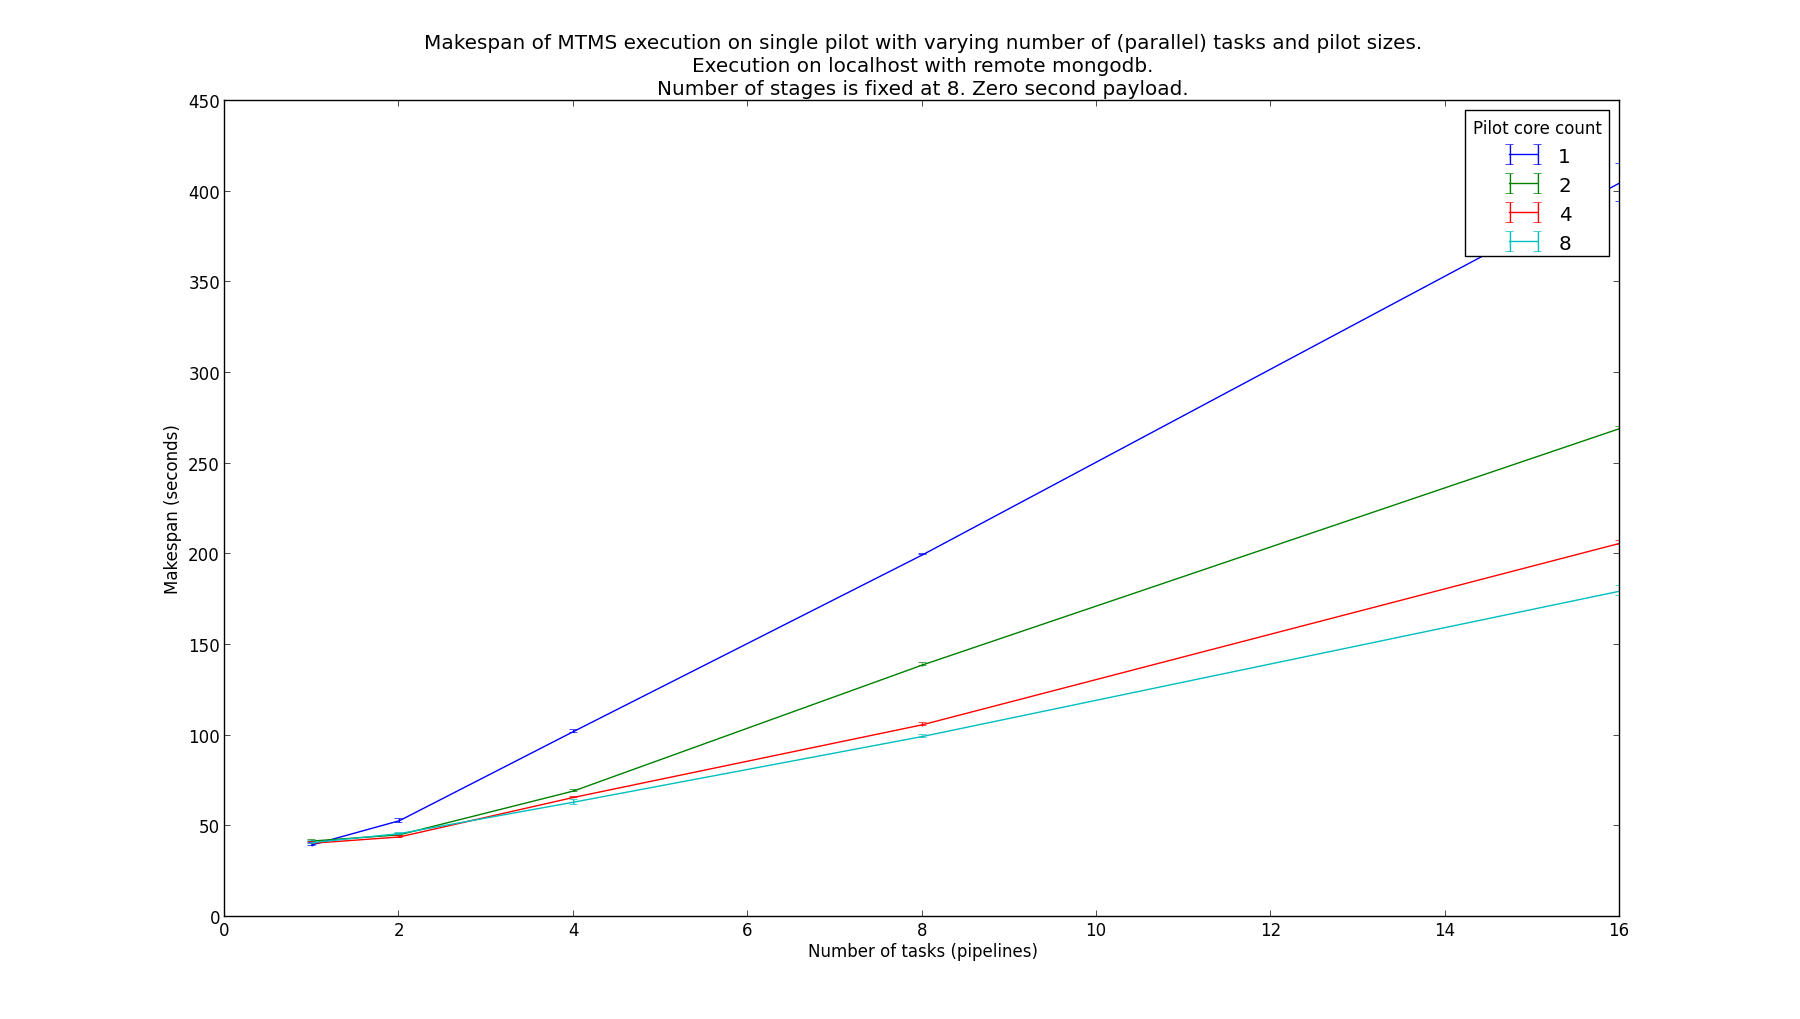 Makespan of MTMS execution on single pilot with varying number of (parallel) tasks and pilot sizes.
Execution on localhost with remote mongodb.
Number of stages is fixed at 8. Zero second payload.
Pilot core count
1
2
4
8
Makespan (seconds)
450
400
350
300
250
200
150
100
50
0
0 2 4 6 8 10 12 14 16
Number of tasks (pipelines)